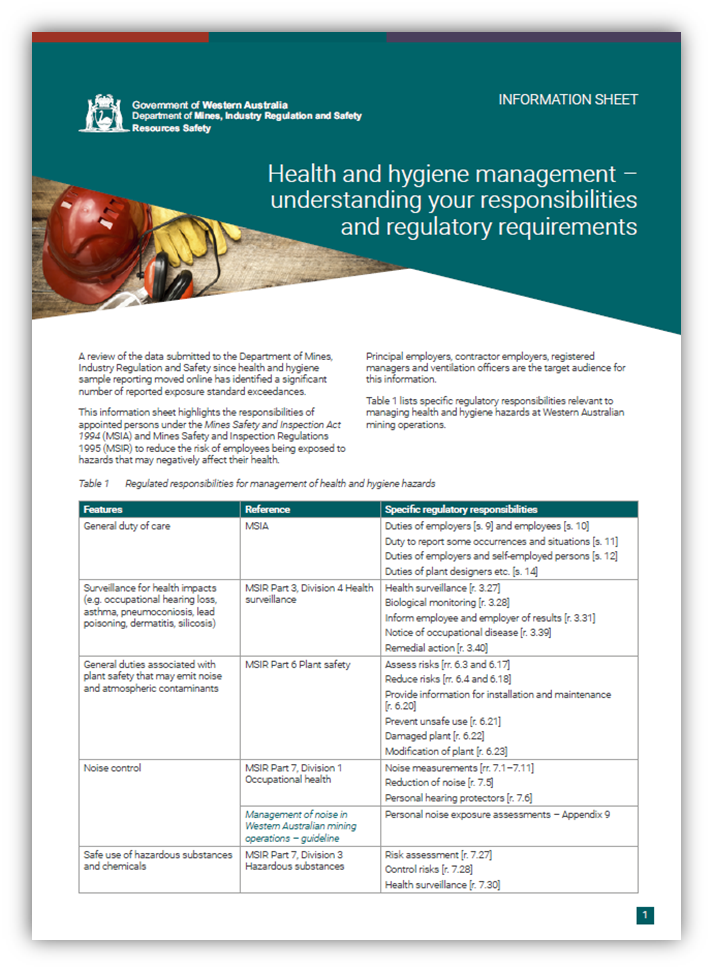 Government of Western Australia
Department of Mines, Industry Regulation and Safety
Resources Safety
INFORMATION SHEET
Health and hygiene management –
understanding your responsibilities
and regulatory requirements
A review of the data submitted to the Department of Mines,
Industry Regulation and Safety since health and hygiene
sample reporting moved online has identified a significant
number of reported exposure standard exceedances.
This information sheet highlights the responsibilities of
appointed persons under the Mines Safety and Inspection Act
1994 (MSIA) and Mines Safety and Inspection Regulations
1995 (MSIR) to reduce the risk of employees being exposed to
hazards that may negatively affect their health.
Principal employers, contractor employers, registered
managers and ventilation officers are the target audience for
this information.
Table 1 lists specific regulatory responsibilities relevant to
managing health and hygiene hazards at Western Australian
mining operations.
Table 1 Regulated responsibilities for management of health and hygiene hazards
Features Reference Specific regulatory responsibilities
General duty of care MSIA Duties of employers [s. 9] and employees [s. 10]
Duty to report some occurrences and situations [s. 11]
Duties of employers and self-employed persons [s. 12]
Duties of plant designers etc. [s. 14]
Surveillance for health impacts
(e.g. occupational hearing loss,
asthma, pneumoconiosis, lead
poisoning, dermatitis, silicosis)
MSIR Part 3, Division 4 Health
surveillance
Health surveillance [r. 3.27]
Biological monitoring [r. 3.28]
Inform employee and employer of results [r. 3.31]
Notice of occupational disease [r. 3.39]
Remedial action [r. 3.40]
General duties associated with
plant safety that may emit noise
and atmospheric contaminants
MSIR Part 6 Plant safety
Assess risks [rr. 6.3 and 6.17]
Reduce risks [rr. 6.4 and 6.18]
Provide information for installation and maintenance
[r. 6.20]
Prevent unsafe use [r. 6.21]
Damaged plant [r. 6.22]
Modification of plant [r. 6.23]
Noise control
MSIR Part 7, Division 1
Occupational health
Noise measurements [rr. 7.1–7.11]
Reduction of noise [r. 7.5]
Personal hearing protectors [r. 7.6]
Management of noise in
Western Australian mining
operations – guideline
Personal noise exposure assessments – Appendix 9
Safe use of hazardous substances
and chemicals
MSIR Part 7, Division 3
Hazardous substances
Risk assessment [r. 7.27]
Control risks [r. 7.28]
Health surveillance [r. 7.30]
1